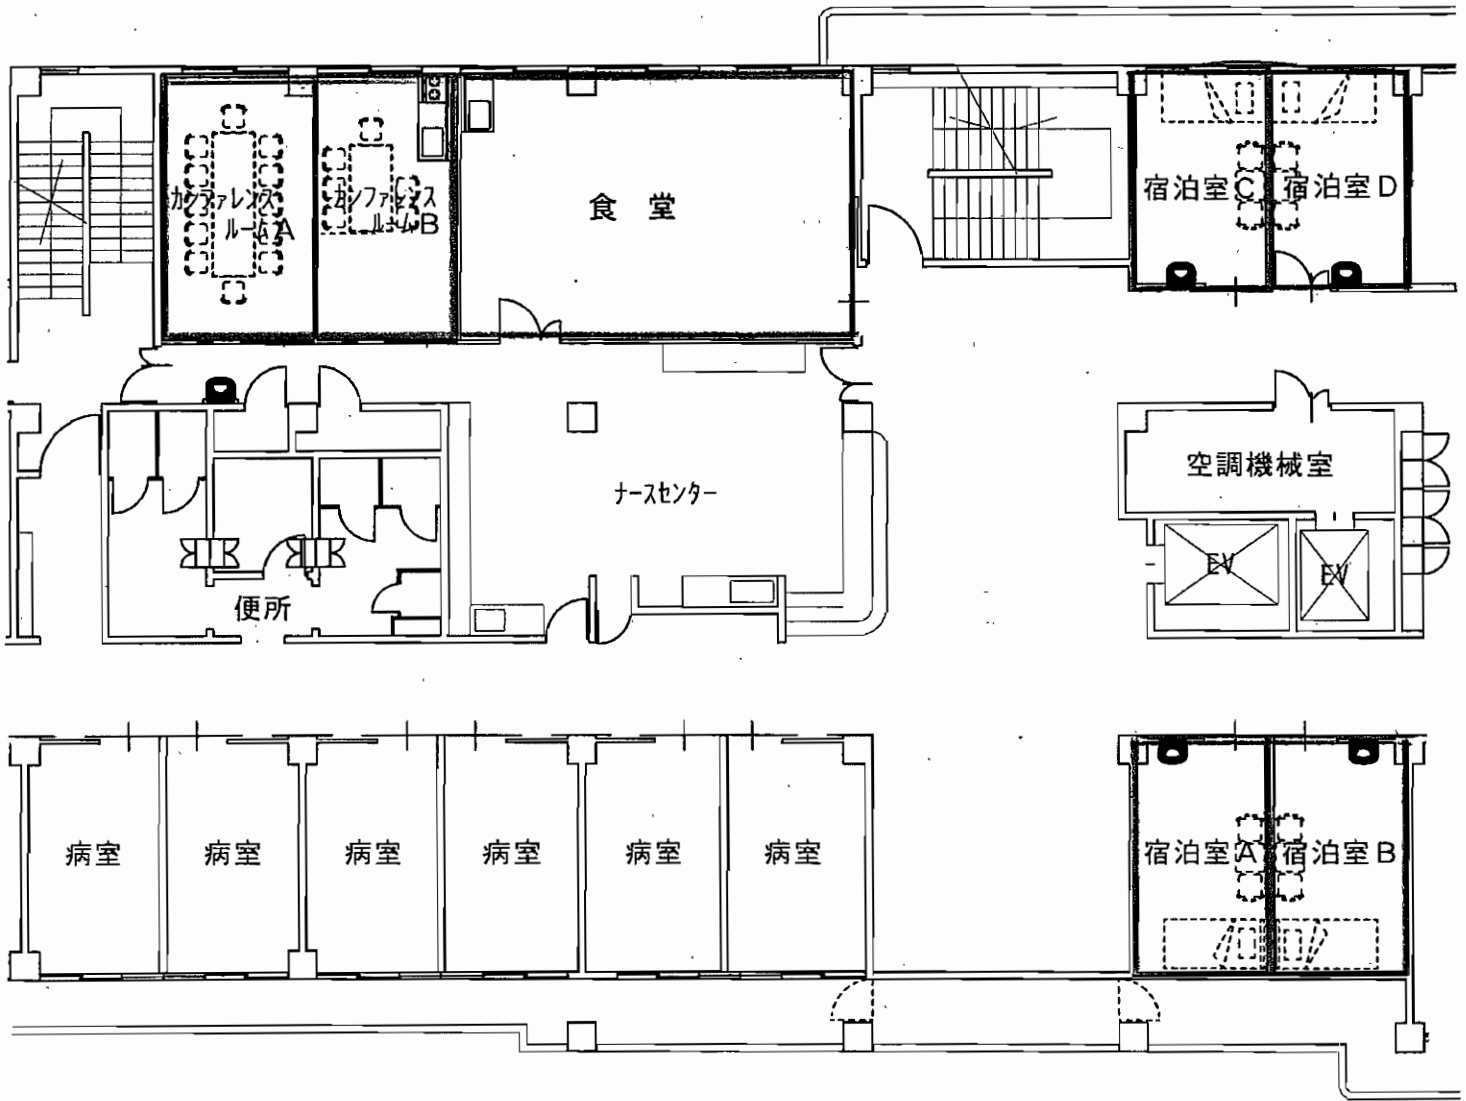 カンファレンス
ルームA
カンファレンス
ルームB
食堂
宿泊室C
宿泊室D
ナースセンター
空調機械室
EV
EV
便所
病室
病室
病室
病室
病室
病室
宿泊室A
宿泊室B